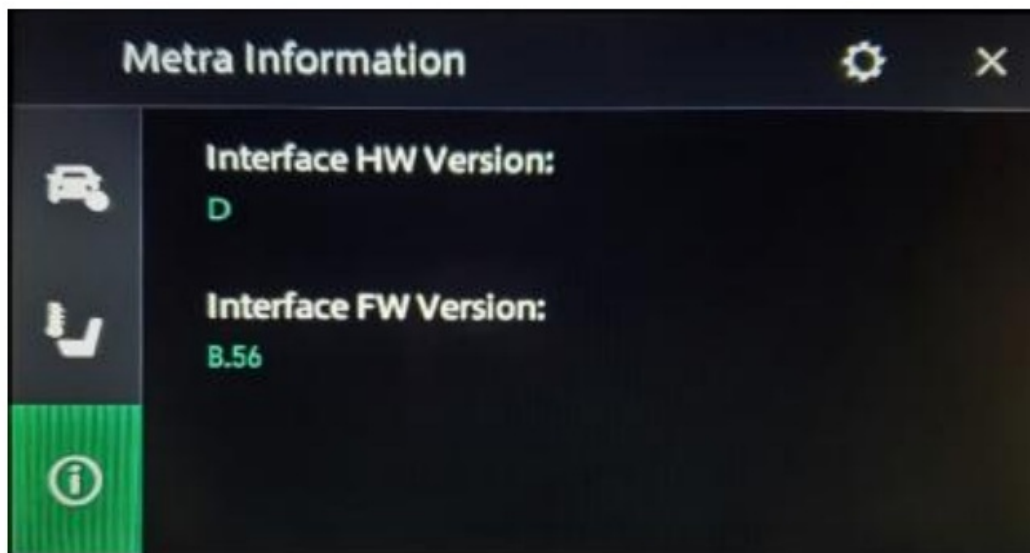 Metra Information
Interface HW Version:
D
Interface FW Version:
B.56